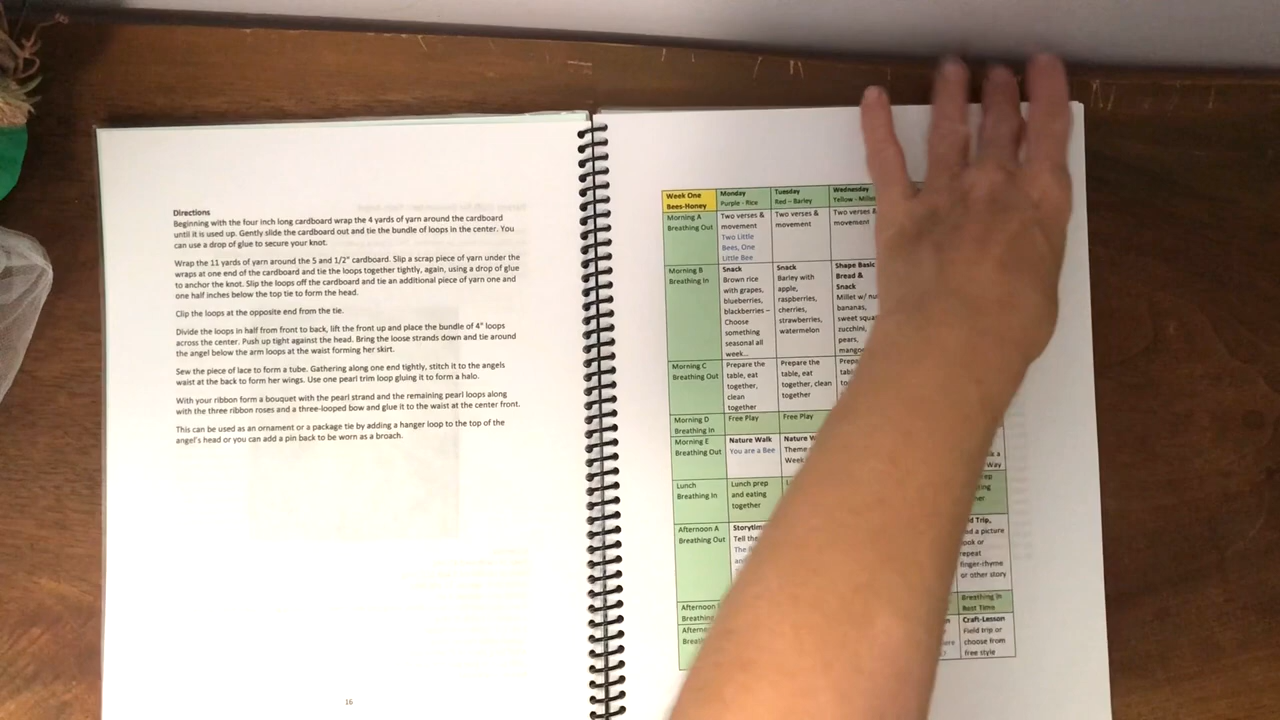 Directions
Beginning with the four inch long cardboard wrap the 4 yards of yarn around the cardboard
until it is used up. Gently slide the cardboard out and tie the bundle of loops in the center. You
can use a drop of glue to secure your knot.
Wrap the 11 yards of yarn around the 5 and 1/2" cardboard. Slip a scrap piece of yarn under the
wraps at one end of the cardboard and tie the loops together tightly, again, using a drop of glue
to anchor the knot. Slip the loops off the cardboard and tie an additional piece of yarn one and
one half inches below the top tie to form the head.
Clip the loops at the opposite end from the tie.
Divide the loops in half from front to back, lift the front up and place the bundle of 4" loops
across the center. Push up tight against the head. Bring the loose strands down and tie around
the angel below the arm loops at the waist forming her skirt.
Sew the piece of lace to form a tube. Gathering along one end tightly, stitch it to the angels
waist at the back to form her wings. Use one pearl trim loop gluing it to form a halo.
With your ribbon form a bouquet with the pearl strand and the remaining pearl loops along
with the three ribbon roses and a three-looped bow and glue it to the waist at the center front.
This can be used as an ornament or a package tie by adding a hanger loop to the top of the
angel's head or you can add a pin back to be worn as a broach.
16
Week One
Bees-Honey
Monday
Purple - Rice
Tuesday
Red – Barley
Wednesday
Yellow - Millet
Morning A
Breathing Out
Two verses &
movement
Two Little
Bees, One
Little Bee
Two verses &
movement
Two verses &
movement
Morning B
Breathing In
Snack
Brown rice
with grapes,
blueberries,
blackberries –
Choose
something
seasonal all
week...
Snack
Barley with
apple,
raspberries,
cherries,
strawberries,
watermelon
Shape Basic
Bread &
Snack
Millet w/
bananas,
sweet
zucchini,
pears,
Morning C
Breathing Out
Prepare the
table, eat
together,
clean
together
Prepare the
table, eat
together, clean
together
Morning D
Breathing In
Free Play
Free Play
Morning E
Breathing Out
Nature Walk
You are a Bee
Nature
Theme
Week
Way
Lunch
Breathing In
Lunch prep
and eating
together
Afternoon A
Breathing Out
Tell
The
Trip,
a picture
or
repeat
finger-rhyme
or other story
Afternoon
Breathing
Breathing In
Rest Time
Craft-Lesson
Field trip or
choose from
free style